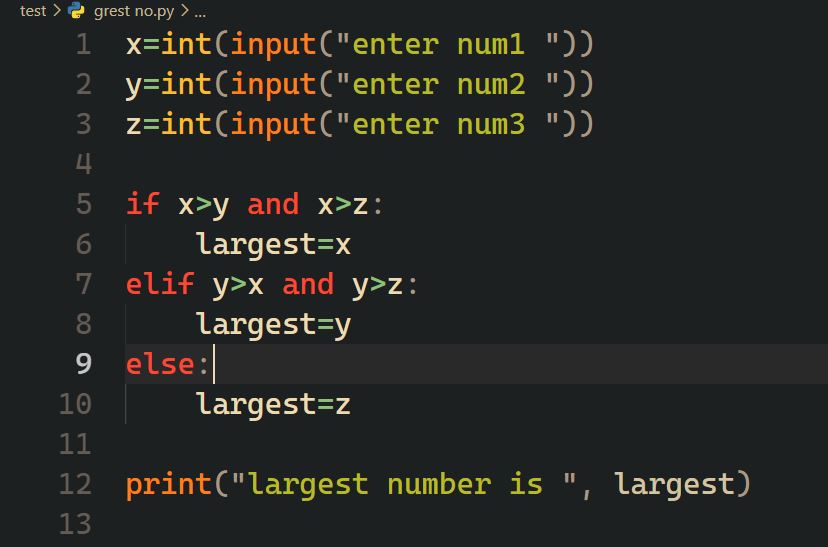 test > grest no.py > ...
1 x=int(input("enter num1 "))
2 y=int(input("enter num2 "))
3 z=int(input("enter num3 "))
4
5 if x>y and x>z:
6     largest=x
7 elif y>x and y>z:
8     largest=y
9 else:
10     largest=z
11
12 print("largest number is ", largest)
13